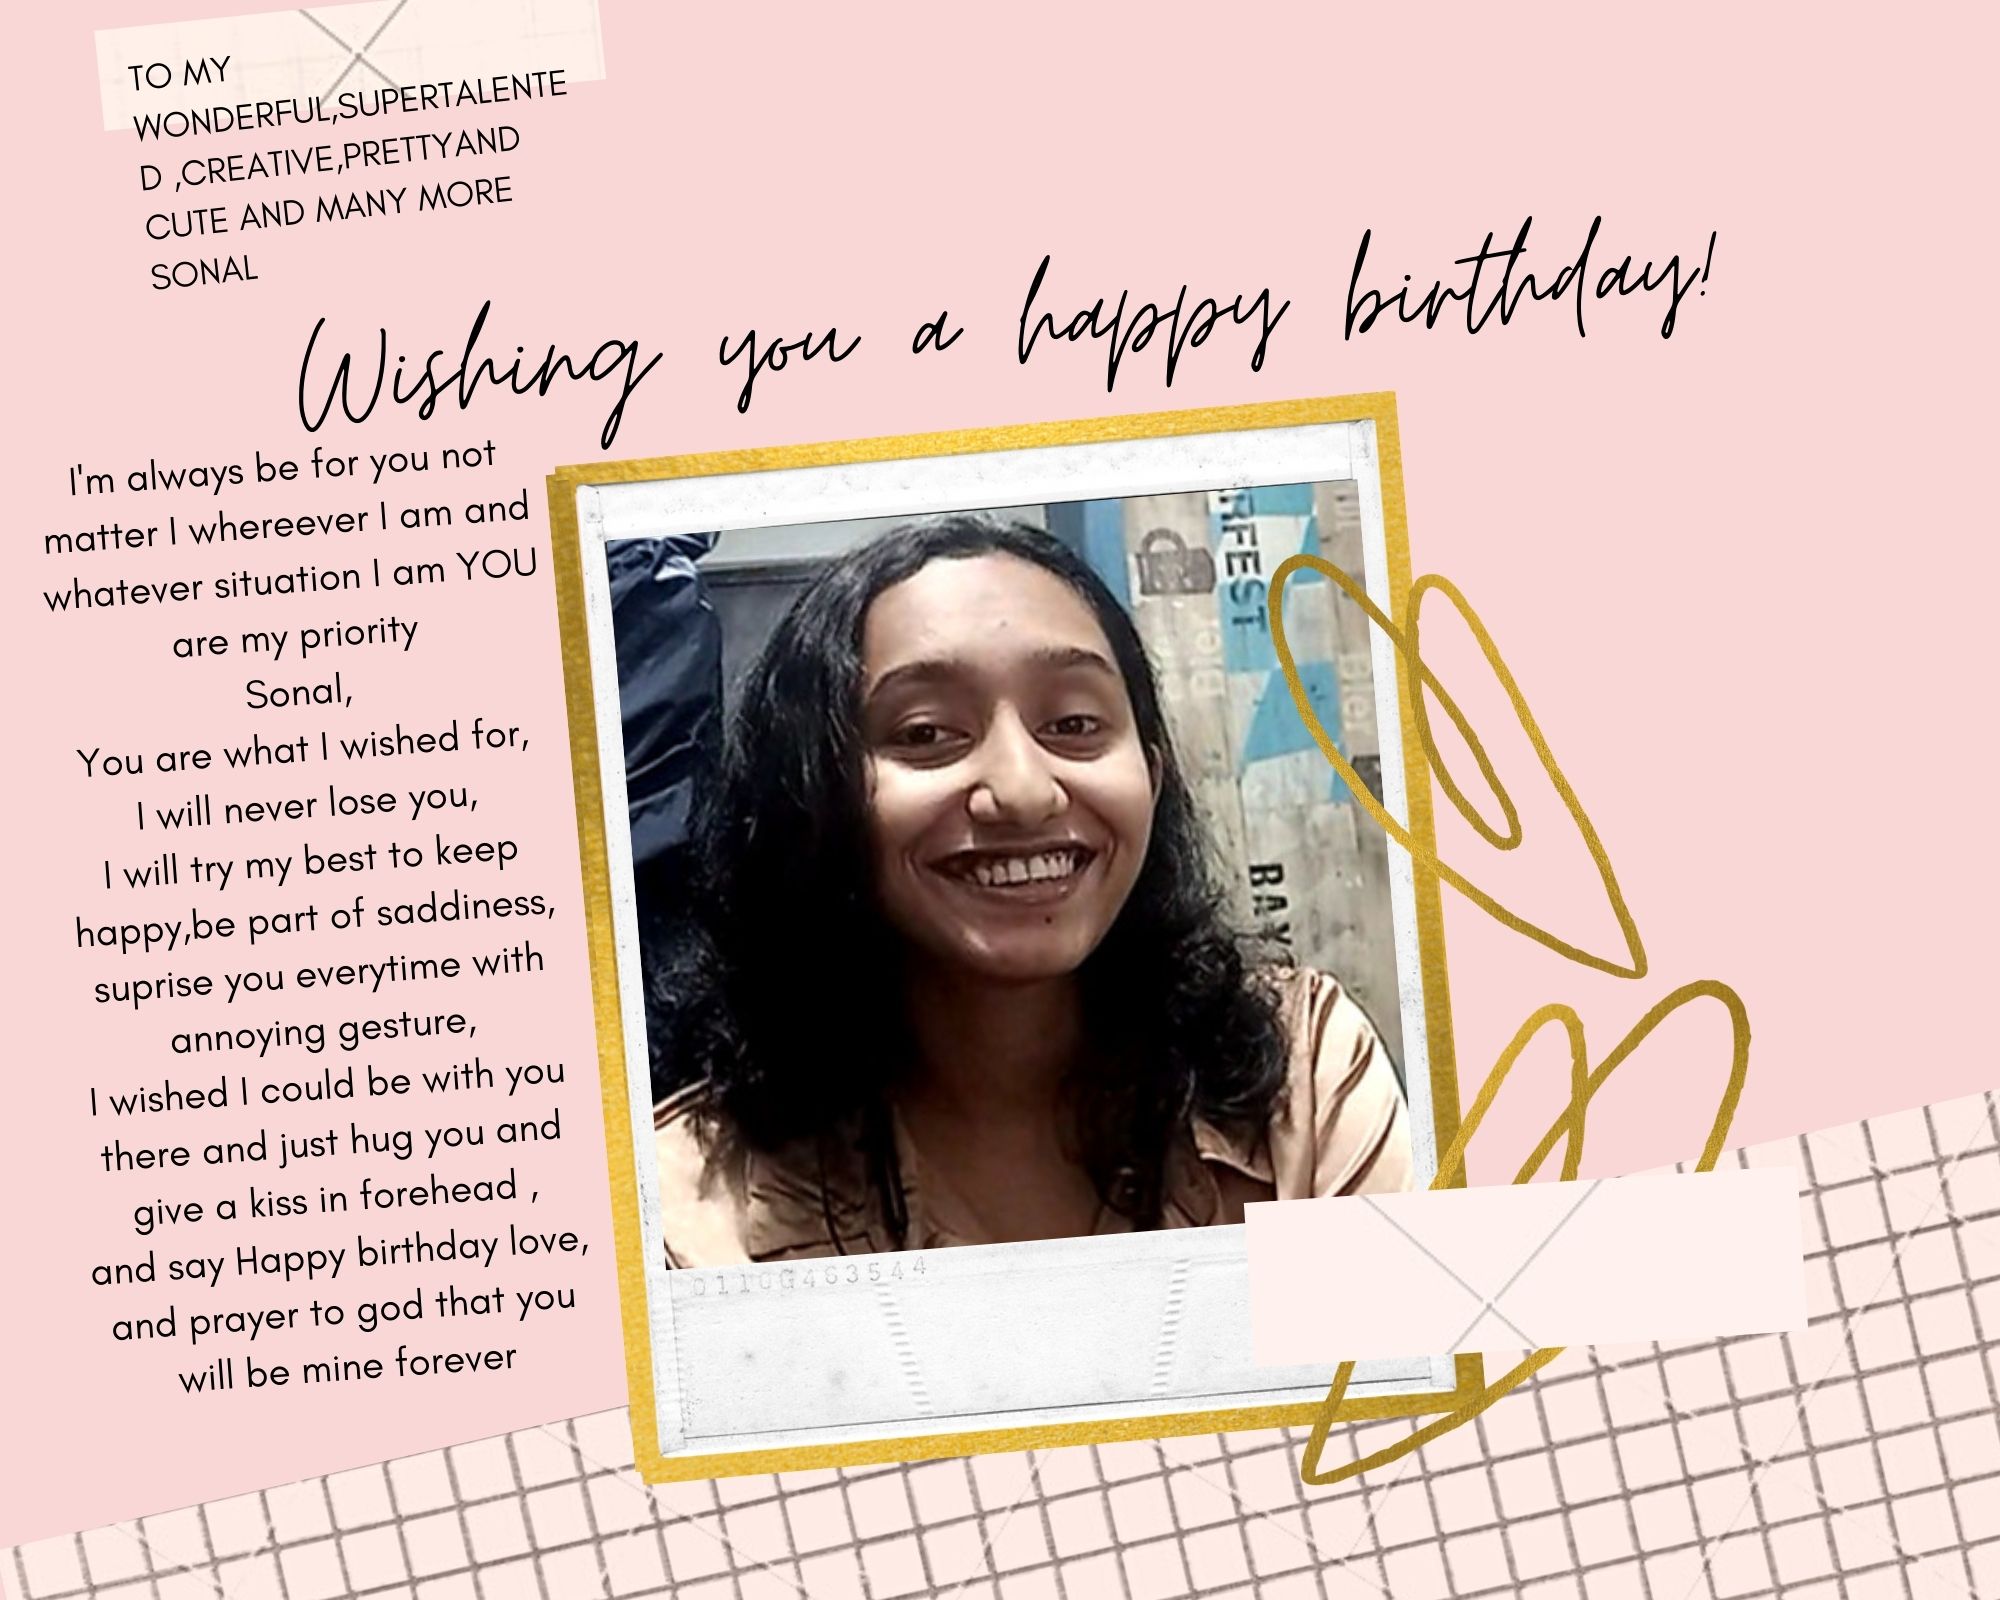 TO MY
WONDERFUL,SUPERTALENTE
D ,CREATIVE,PRETTYAND
CUTE AND MANY MORE
SONAL
Wishing you a happy birthday!
I'm always be for you not
matter I whereever I am and
whatever situation I am YOU
are my priority
Sonal,
You are what I wished for,
I will never lose you,
I will try my best to keep
happy,be part of saddiness,
suprise you everytime with
annoying gesture,
I wished I could be with you
there and just hug you and
give a kiss in forehead ,
and say Happy birthday love,
and prayer to god that you
will be mine forever
RFEST
Bier
BAY
0110G463544